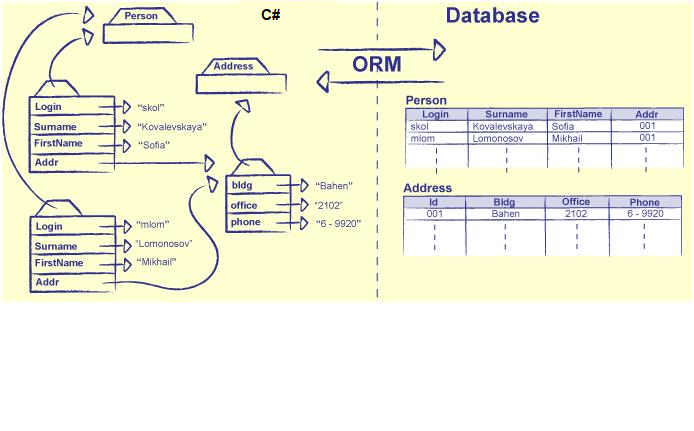 C#
Database
Person
Address
ORM
Login "skol"
Surname "Kovalevskaya"
FirstName "Sofia"
Addr
Login "mlom"
Surname "Lomonosov"
FirstName "Mikhail"
Addr
bldg "Bahen"
office "2102"
phone "6 - 9920"
Person
Login Surname FirstName Addr
skol Kovalevskaya Sofia 001
mlom Lomonosov Mikhail 001
Address
Id Bldg Office Phone
001 Bahen 2102 6 - 9920